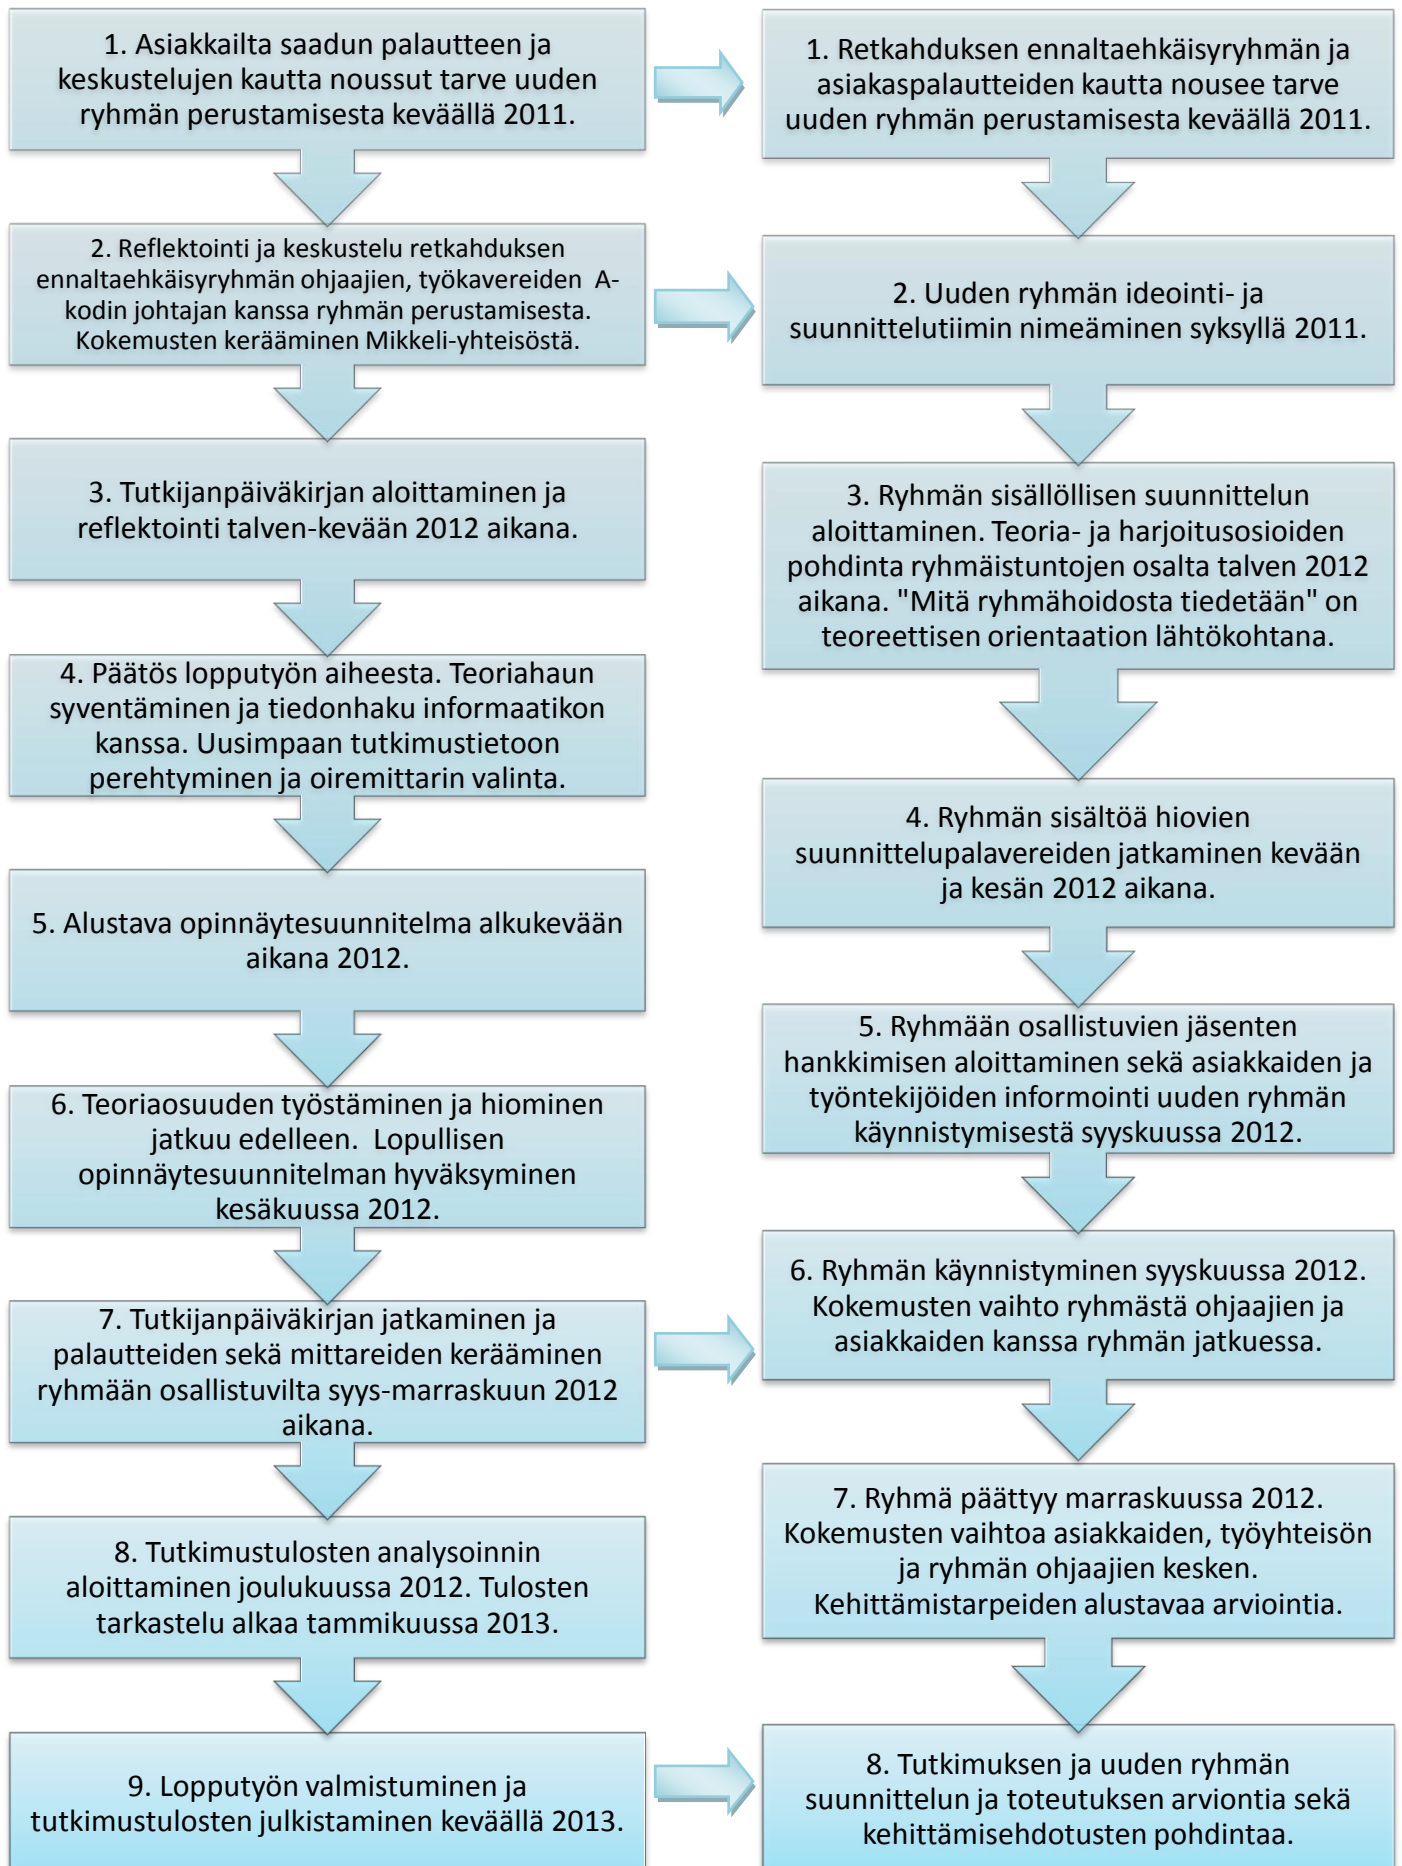 1. Asiakkailta saadun palautteen ja
keskustelujen kautta noussut tarve uuden
ryhmän perustamisesta keväällä 2011.
2. Reflektointi ja keskustelu retkahduksen
ennaltaehkäisyryhmän ohjaajien, työkavereiden A-
kodin johtajan kanssa ryhmän perustamisesta.
Kokemusten kerääminen Mikkeli-yhteisöstä.
3. Tutkijanpäiväkirjan aloittaminen ja
reflektointi talven-kevään 2012 aikana.
4. Päätös lopputyön aiheesta. Teoriahaun
syventäminen ja tiedonhaku informaatikon
kanssa. Uusimpaan tutkimustietoon
perehtyminen ja oiremittarin valinta.
5. Alustava opinnäytesuunnitelma alkukevään
aikana 2012.
6. Teoriaosuuden työstäminen ja hiominen
jatkuu edelleen. Lopullisen
opinnäytesuunnitelman hyväksyminen
kesäkuussa 2012.
7. Tutkijanpäiväkirjan jatkaminen ja
palautteiden sekä mittareiden kerääminen
ryhmään osallistuvilta syys-marraskuun 2012
aikana.
8. Tutkimustulosten analysoinnin
aloittaminen joulukuussa 2012. Tulosten
tarkastelu alkaa tammikuussa 2013.
9. Lopputyön valmistuminen ja
tutkimustulosten julkistaminen keväällä 2013.
1. Retkahduksen ennaltaehkäisyryhmän ja
asiakaspalautteiden kautta nousee tarve
uuden ryhmän perustamisesta keväällä 2011.
2. Uuden ryhmän ideointi- ja
suunnittelutiimin nimeäminen syksyllä 2011.
3. Ryhmän sisällöllisen suunnittelun
aloittaminen. Teoria- ja harjoitusosioiden
pohdinta ryhmäistuntojen osalta talven 2012
aikana. "Mitä ryhmähoidosta tiedetään" on
teoreettisen orientaation lähtökohtana.
4. Ryhmän sisältöä hiovien
suunnittelupalavereiden jatkaminen kevään
ja kesän 2012 aikana.
5. Ryhmään osallistuvien jäsenten
hankkimisen aloittaminen sekä asiakkaiden ja
työntekijöiden informointi uuden ryhmän
käynnistymisestä syyskuussa 2012.
6. Ryhmän käynnistyminen syyskuussa 2012.
Kokemusten vaihto ryhmästä ohjaajien ja
asiakkaiden kanssa ryhmän jatkuessa.
7. Ryhmä päättyy marraskuussa 2012.
Kokemusten vaihtoa asiakkaiden, työyhteisön
ja ryhmän ohjaajien kesken.
Kehittämistarpeiden alustavaa arviointia.
8. Tutkimuksen ja uuden ryhmän
suunnittelun ja toteutuksen arviontia sekä
kehittämisehdotusten pohdintaa.